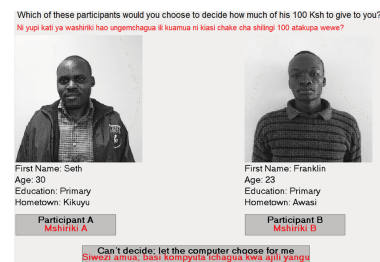 Which of these participants would you choose to decide how much of his 100 Ksh to give to you?
Ni yupi kati ya washiriki hao ungemchagua ili kuamua ni kiasi chake cha shilingi 100 atakupa wewe?
First Name: Seth
Age: 30
Education: Primary
Hometown: Kikuyu
Participant A
Mshiriki A
First Name: Franklin
Age: 23
Education: Primary
Hometown: Awasi
Participant B
Mshiriki B
Can't decide; let the computer choose for me
Siwezi amua; basi kompyuta ichagua kwa ajili yangu